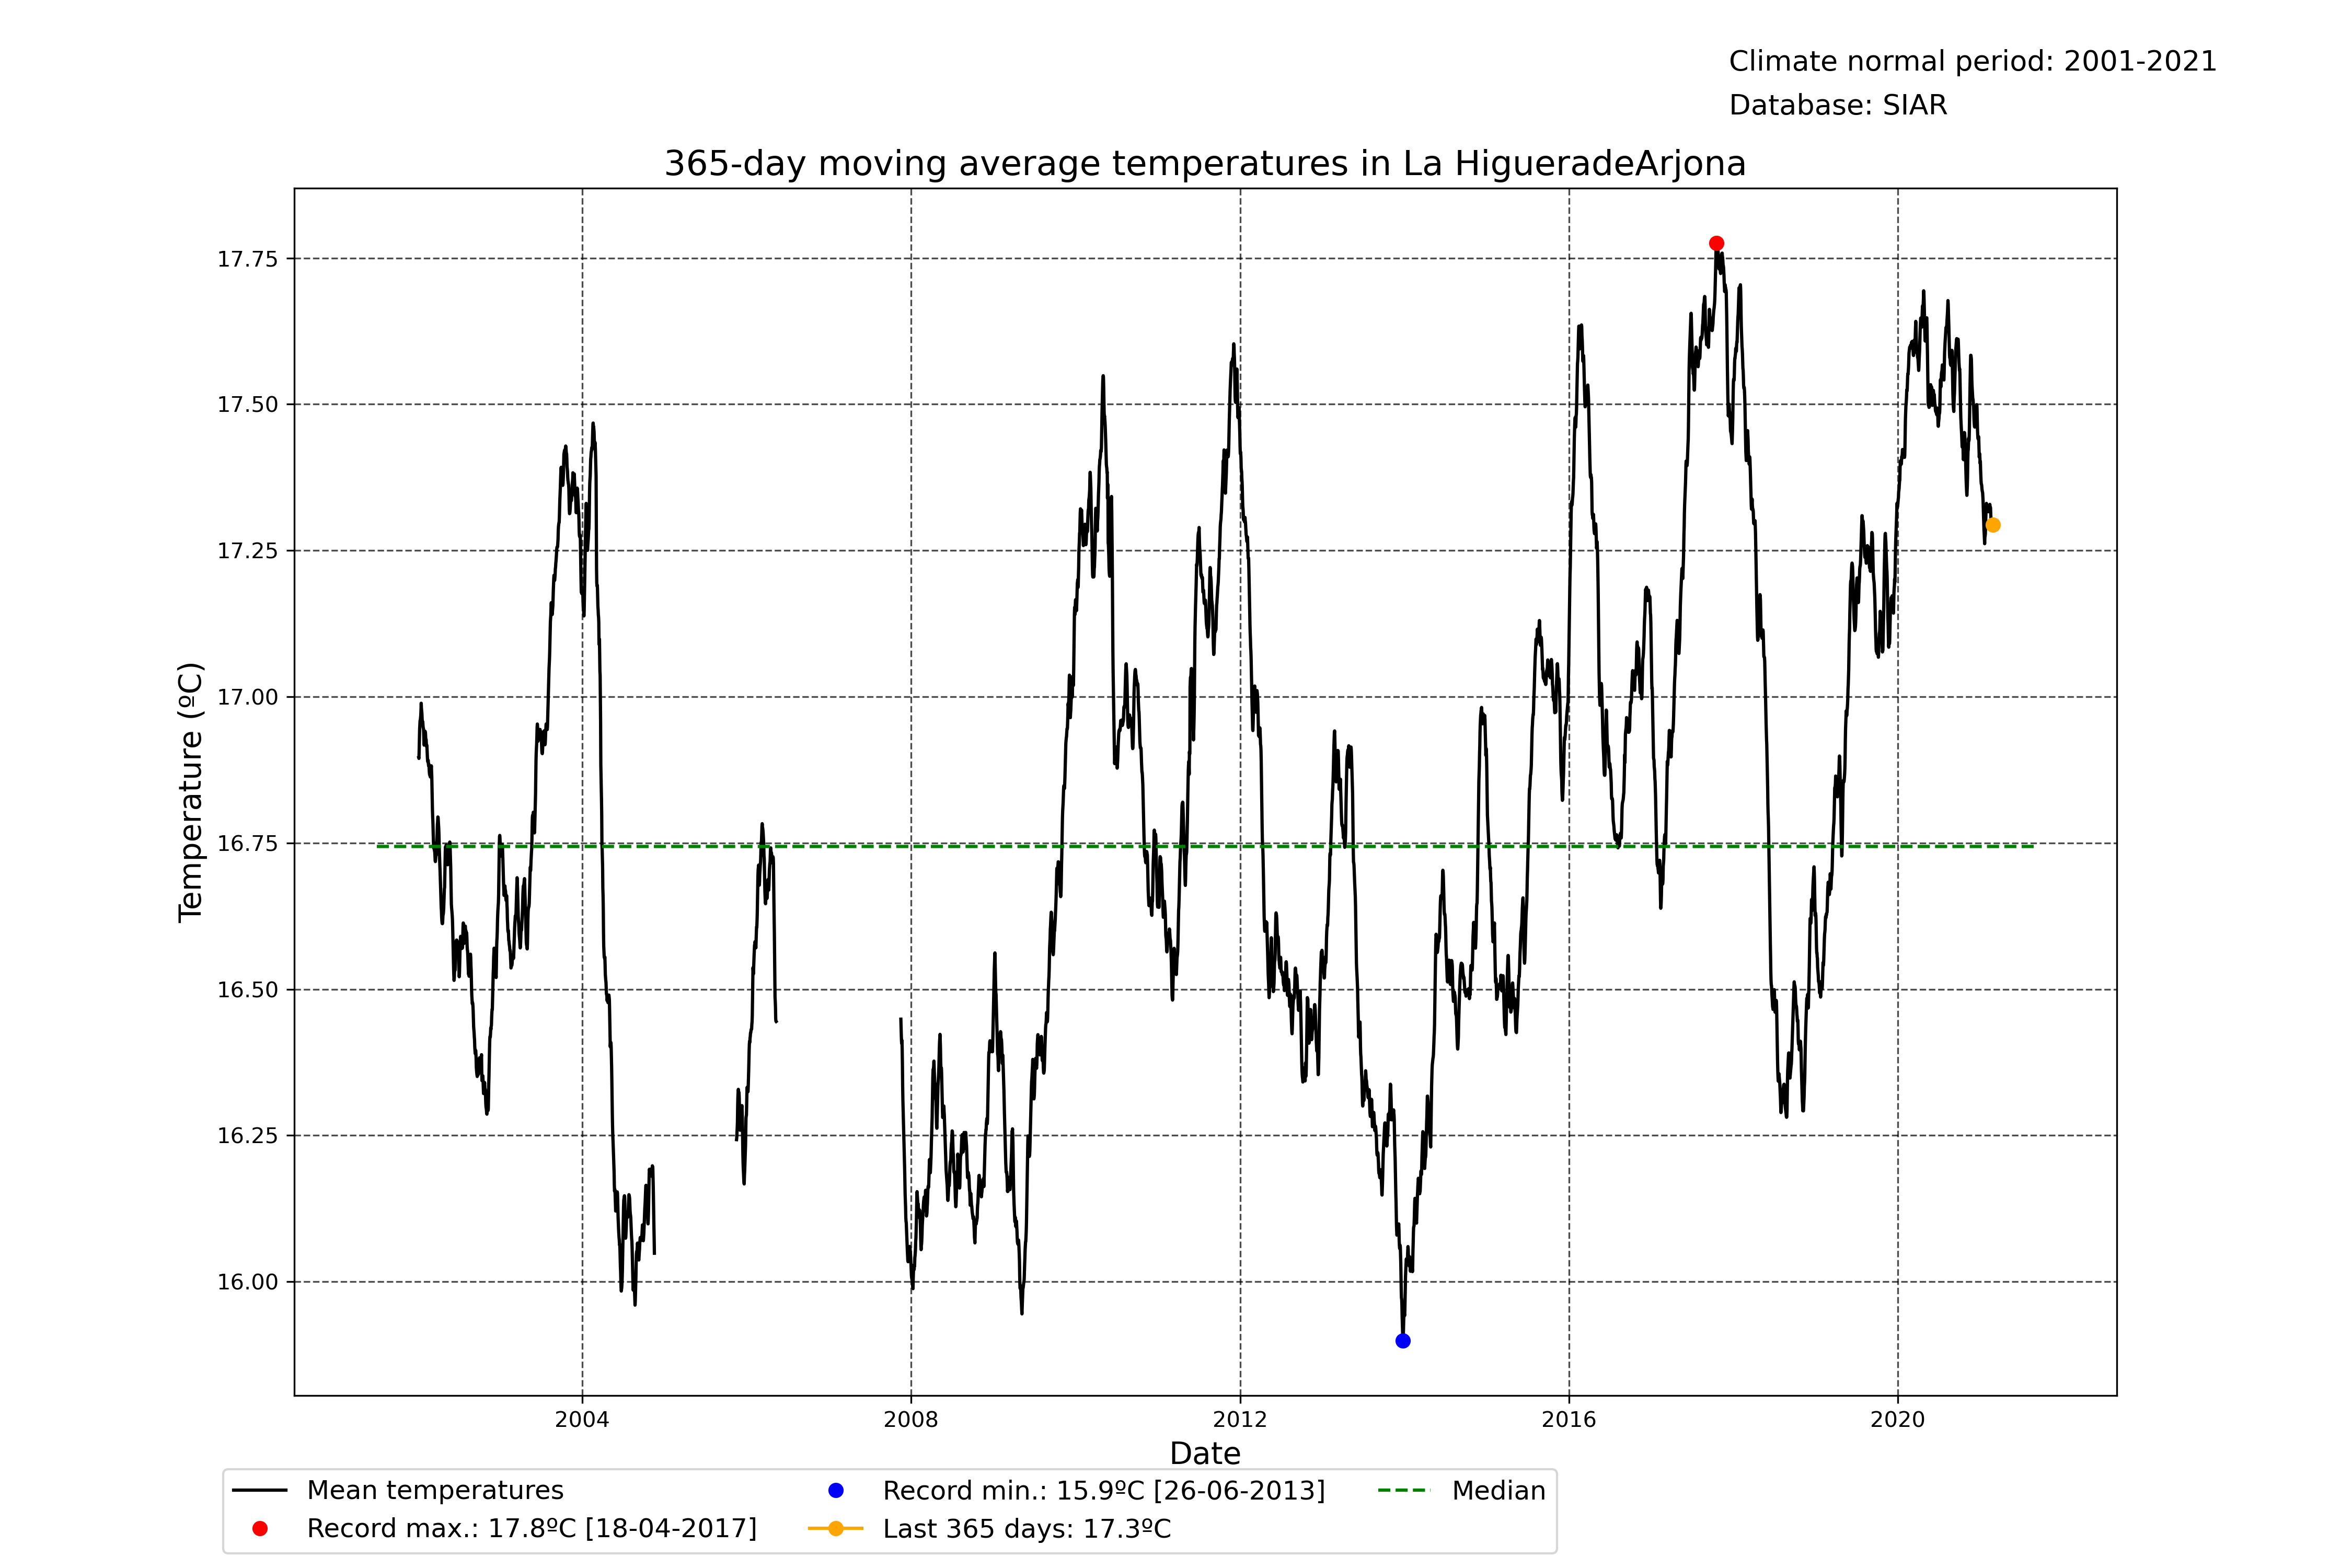 Climate normal period: 2001-2021
Database: SIAR
365-day moving average temperatures in La HigueradeArjona
Temperature (ºC)
17.75
17.50
17.25
17.00
16.75
16.50
16.25
16.00
2004
2008
2012
2016
2020
Date
Mean temperatures
Record max.: 17.8ºC [18-04-2017]
Record min.: 15.9ºC [26-06-2013]
Last 365 days: 17.3ºC
Median